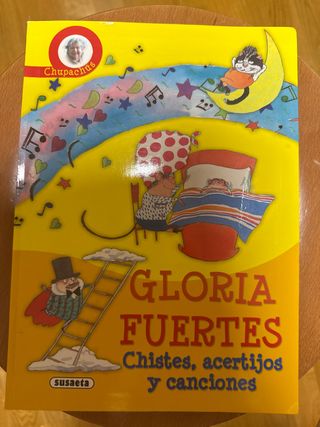 Chupachús
GLORIA
FUERTES
Chistes, acertijos
y canciones
susaeta